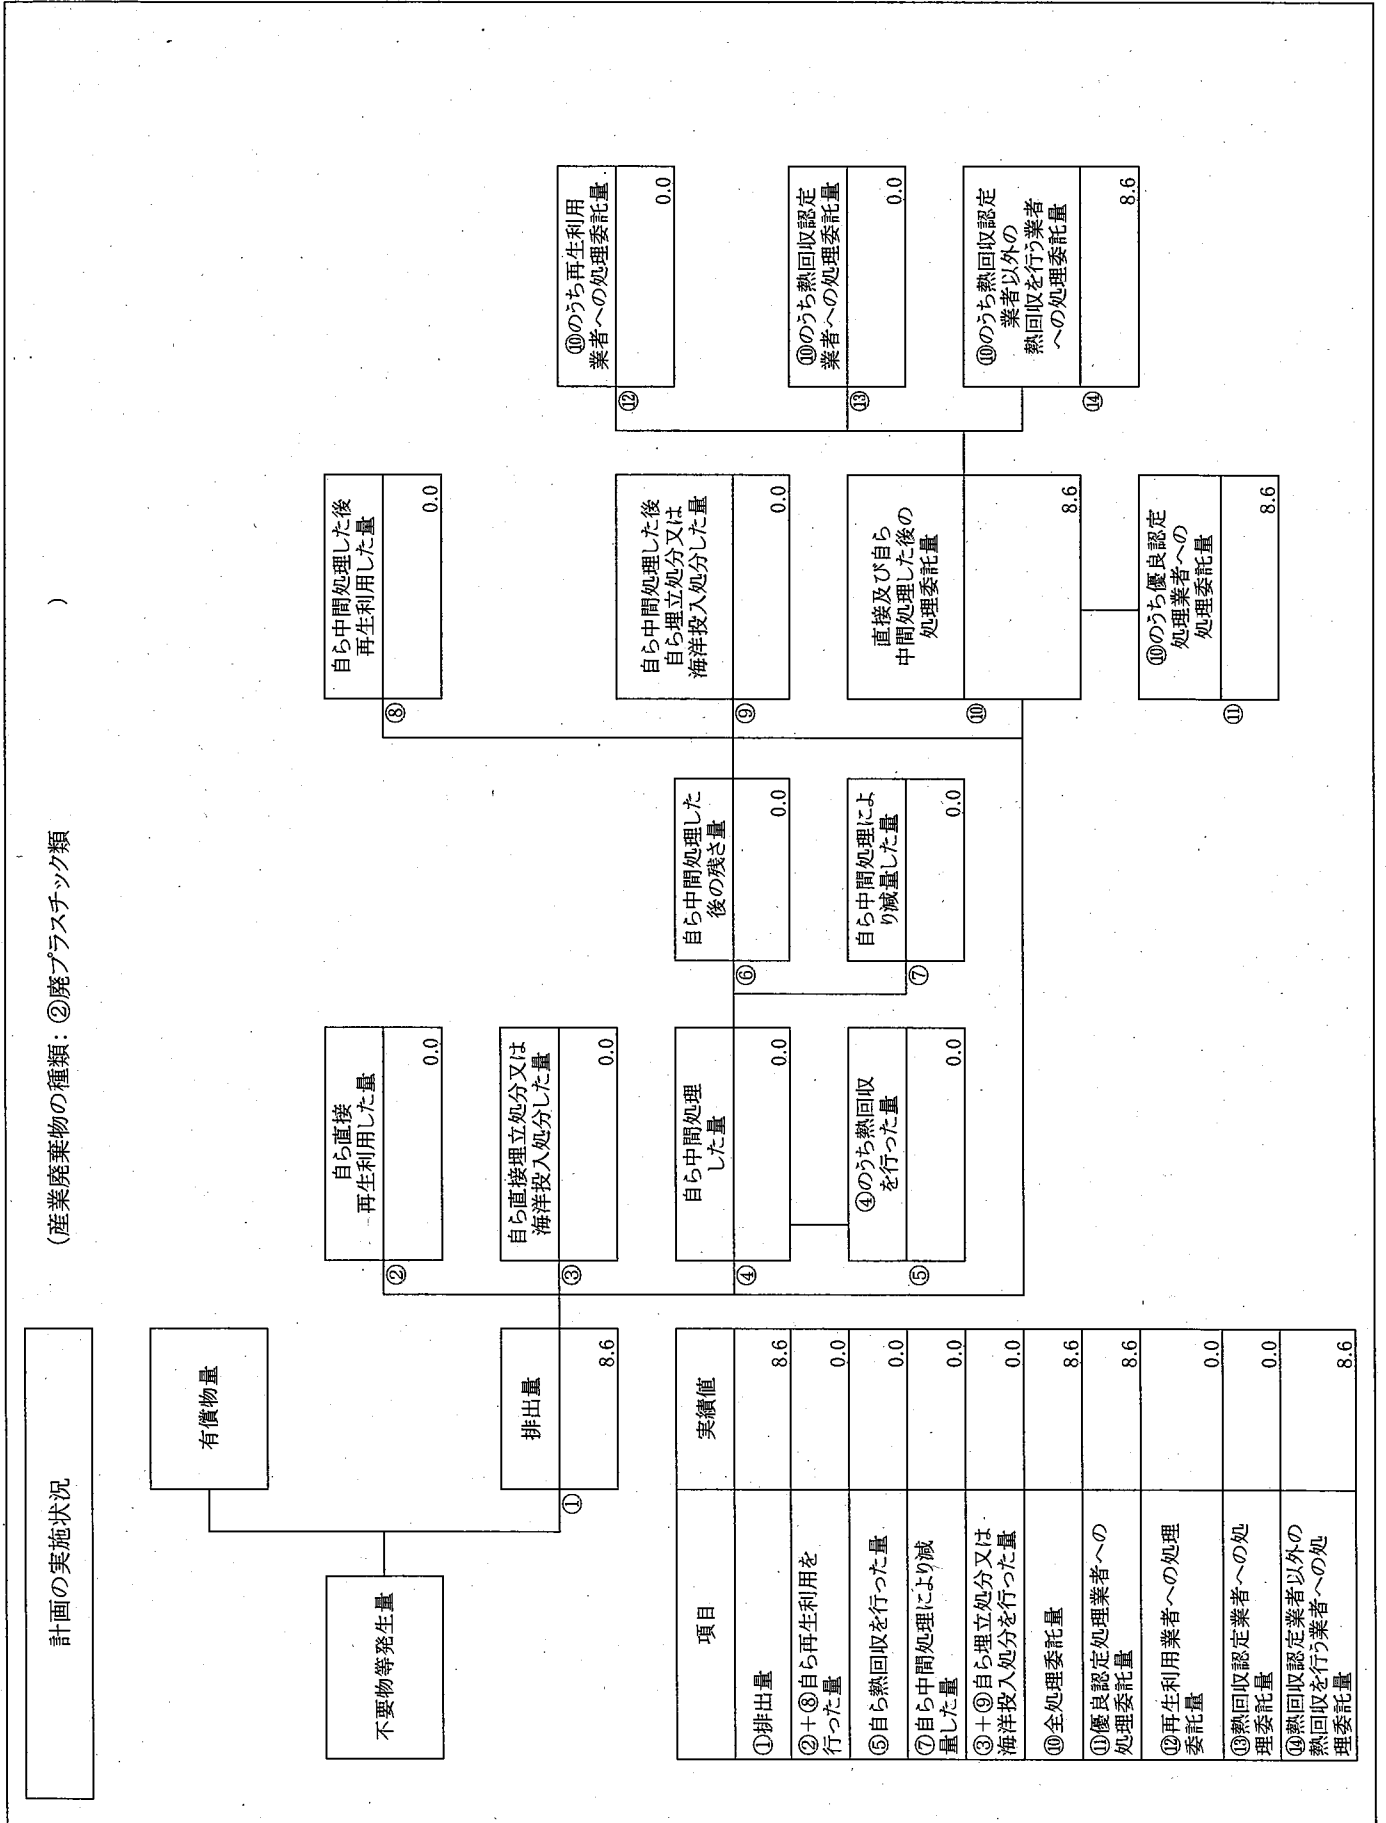 計画の実施状況
(産業廃棄物の種類：②廃プラスチック類 )
不要物等発生量
有償物量
①
排出量
8.6
②
自ら直接
再生利用した量
0.0
③
自ら直接埋立処分又は
海洋投入処分した量
0.0
④
自ら中間処理
した量
0.0
⑤
④のうち熱回収
を行った量
0.0
⑥
自ら中間処理した
後の残さ量
0.0
⑦
自ら中間処理によ
り減量した量
0.0
⑧
自ら中間処理した後
再生利用した量
0.0
⑨
自ら中間処理した後
自ら埋立処分又は
海洋投入処分した量
0.0
⑩
直接及び自ら
中間処理した後の
処理委託量
8.6
⑪
⑩のうち優良認定
処理業者への
処理委託量
8.6
⑫
⑩のうち再生利用
業者への処理委託量
0.0
⑬
⑩のうち熱回収認定
業者への処理委託量
0.0
⑭
⑩のうち熱回収認定
業者以外の
熱回収を行う業者
への処理委託量
8.6
項目 実績値
①排出量 8.6
②＋⑧自ら再生利用を
行った量 0.0
⑤自ら熱回収を行った量 0.0
⑦自ら中間処理により減
量した量 0.0
③＋⑨自ら埋立処分又は
海洋投入処分を行った量 0.0
⑩全処理委託量 8.6
⑪優良認定処理業者への
処理委託量 8.6
⑫再生利用業者への処理
委託量 0.0
⑬熱回収認定業者への処
理委託量 0.0
⑭熱回収認定業者以外の
熱回収を行う業者への処
理委託量 8.6